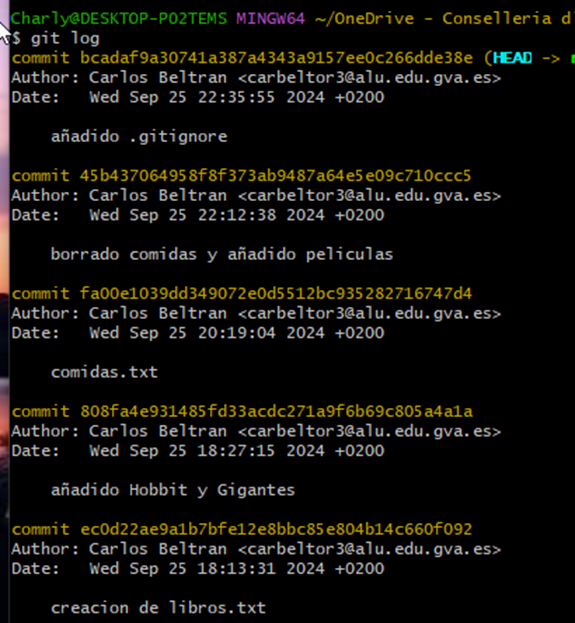 Charly@DESKTOP-PO2TEMS MINGW64 ~/OneDrive - Conselleria d
$ git log
commit bcadaf9a30741a387a4343a9157ee0c266dde38e (HEAD ->
Author: Carlos Beltran <carbeltor3@alu.edu.gva.es>
Date:   Wed Sep 25 22:35:55 2024 +0200
añadido .gitignore
commit 45b437064958f8f373ab9487a64e5e09c710ccc5
Author: Carlos Beltran <carbeltor3@alu.edu.gva.es>
Date:   Wed Sep 25 22:12:38 2024 +0200
borrado comidas y añadido peliculas
commit fa00e1039dd349072e0d5512bc935282716747d4
Author: Carlos Beltran <carbeltor3@alu.edu.gva.es>
Date:   Wed Sep 25 20:19:04 2024 +0200
comidas.txt
commit 808fa4e931485fd33acdc271a9f6b69c805a4a1a
Author: Carlos Beltran <carbeltor3@alu.edu.gva.es>
Date:   Wed Sep 25 18:27:15 2024 +0200
añadido Hobbit y Gigantes
commit ec0d22ae9a1b7bfe12e8bbc85e804b14c660f092
Author: Carlos Beltran <carbeltor3@alu.edu.gva.es>
Date:   Wed Sep 25 18:13:31 2024 +0200
creacion de libros.txt